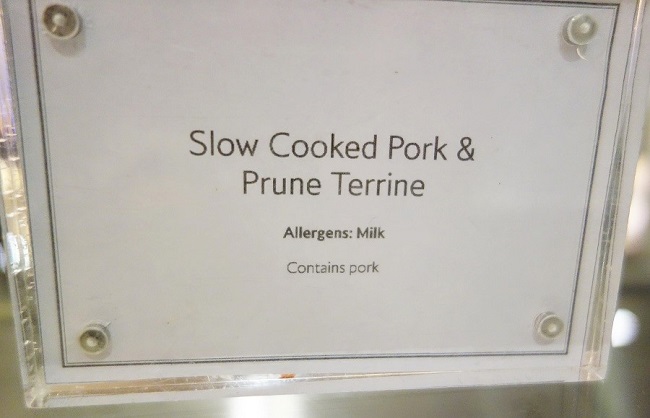 Slow Cooked Pork &
Prune Terrine
Allergens: Milk
Contains pork